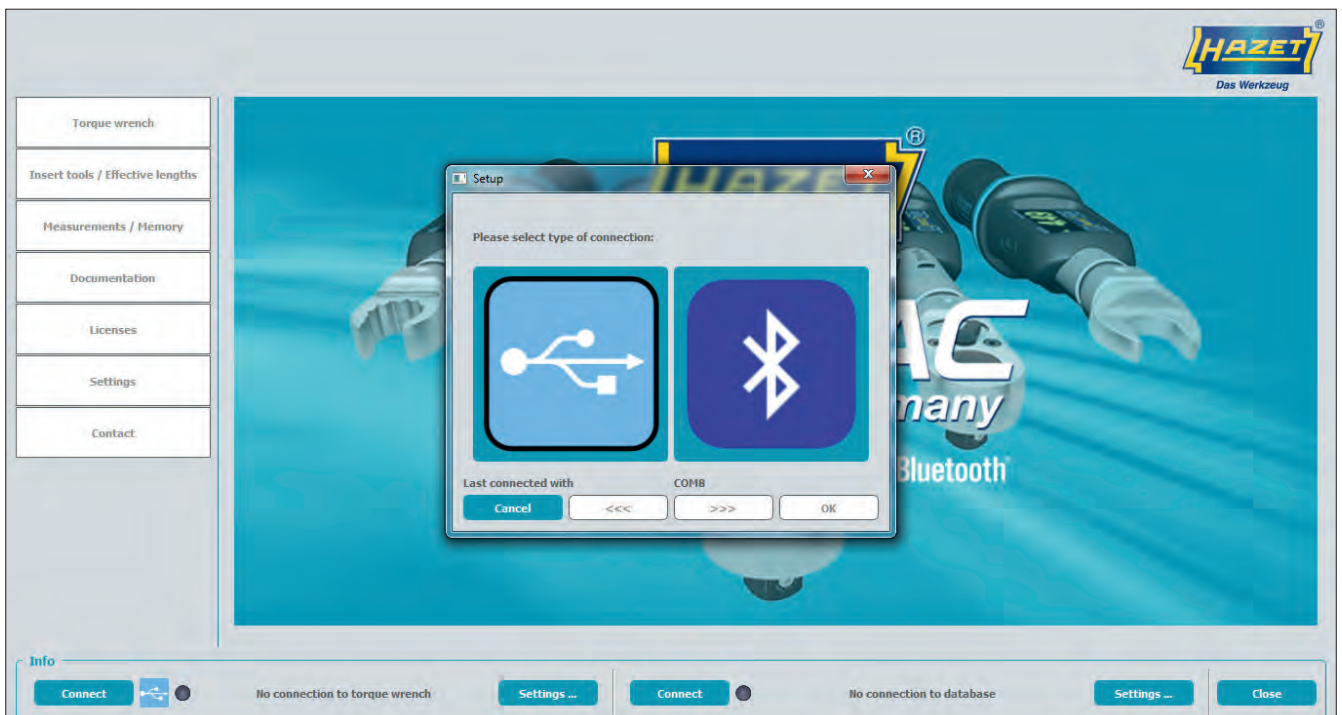 HAZET
®
Das Werkzeug
Torque wrench
Insert tools / Effective lengths
Measurements / Memory
Documentation
Licenses
Settings
Contact
®
HAZET
AC
many
Bluetooth
Setup
x
Please select type of connection:
Last connected with
COM8
Cancel
<<<
>>>
OK
Info
Connect
No connection to torque wrench
Settings ...
Connect
No connection to database
Settings ...
Close